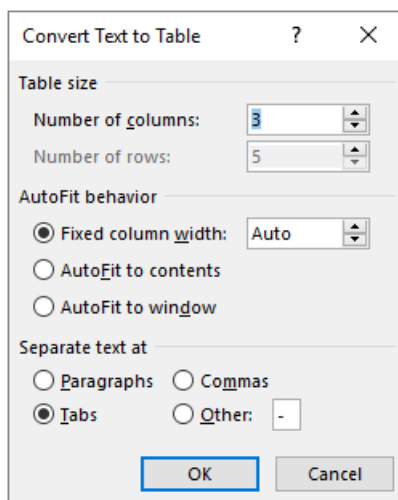 Convert Text to Table ?
Table size
Number of columns: 3
Number of rows: 5
AutoFit behavior
Fixed column width: Auto
AutoFit to contents
AutoFit to window
Separate text at
Paragraphs Commas
Tabs Other: -
OK Cancel